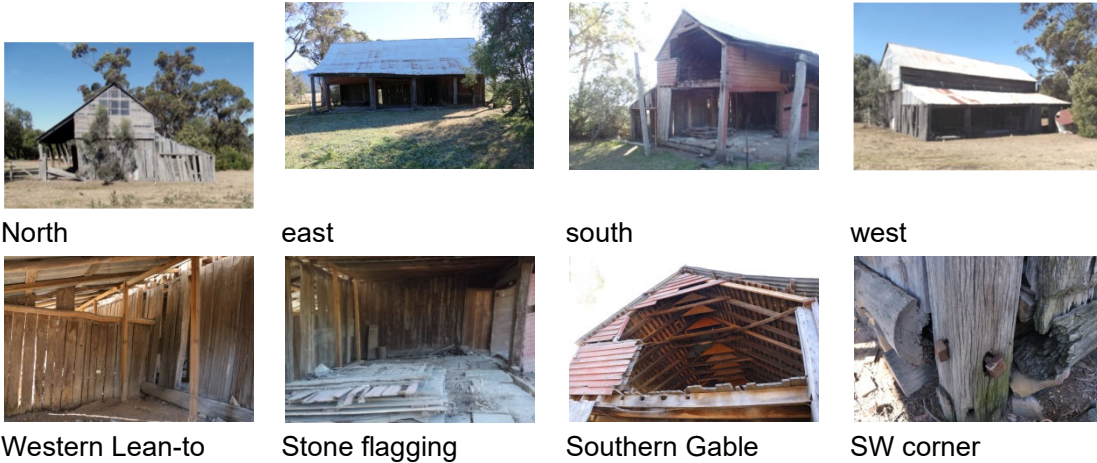 North
east
south
west
Western Lean-to
Stone flagging
Southern Gable
SW corner